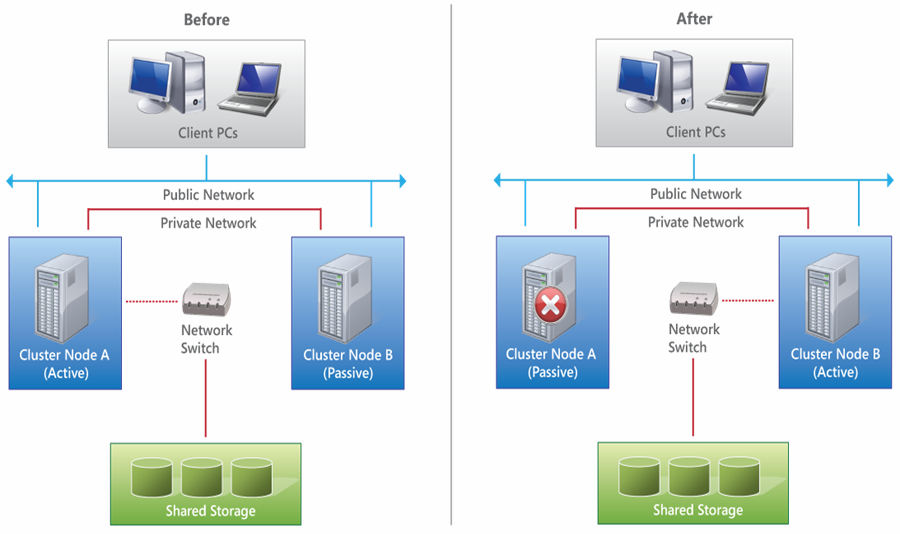 Before
Client PCs
Public Network
Private Network
Cluster Node A
(Active)
Network
Switch
Cluster Node B
(Passive)
Shared Storage
After
Client PCs
Public Network
Private Network
Cluster Node A
(Passive)
Network
Switch
Cluster Node B
(Active)
Shared Storage